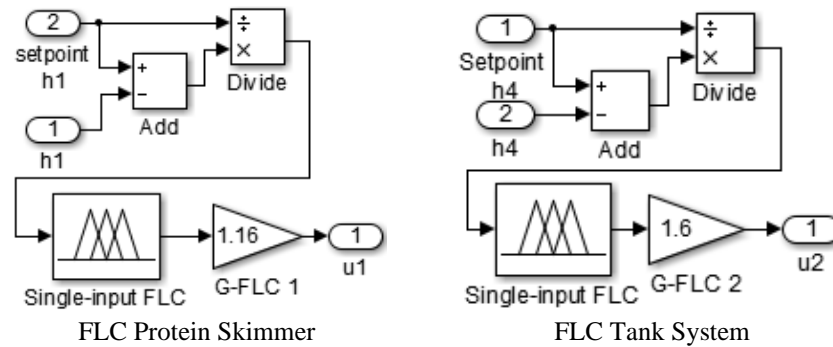 2
setpoint
h1
+
−
Add
÷
×
Divide
1
h1
Single-input FLC
1.16
G-FLC 1
1
u1
FLC Protein Skimmer
1
Setpoint
h4
2
h4
+
−
Add
÷
×
Divide
Single-input FLC
1.6
G-FLC 2
1
u2
FLC Tank System